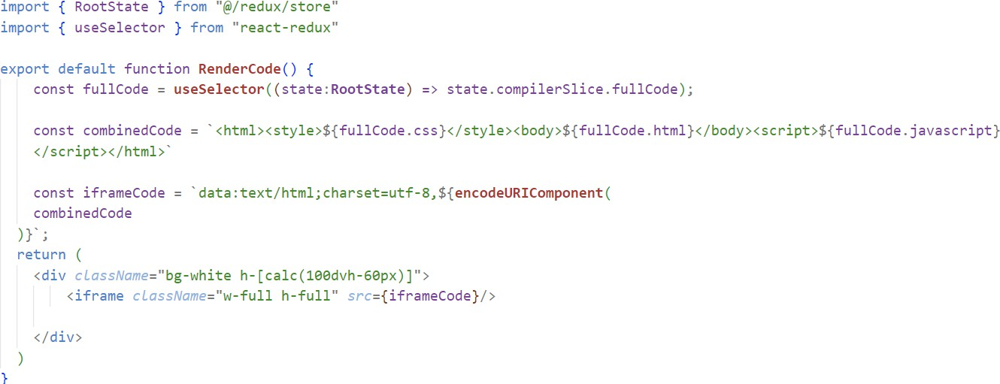 import { RootState } from "@/redux/store"
import { useSelector } from "react-redux"

export default function RenderCode() {
    const fullCode = useSelector((state:RootState) => state.compilerSlice.fullCode);

    const combinedCode = `<html><style>${fullCode.css}</style><body>${fullCode.html}</body><script>${fullCode.javascript}
    </script></html>`

    const iframeCode = `data:text/html;charset=utf-8,${encodeURIComponent(
    combinedCode
  )}`;
  return (
    <div className="bg-white h-[calc(100dvh-60px)]">
        <iframe className="w-full h-full" src={iframeCode}/>

    </div>
  )
}